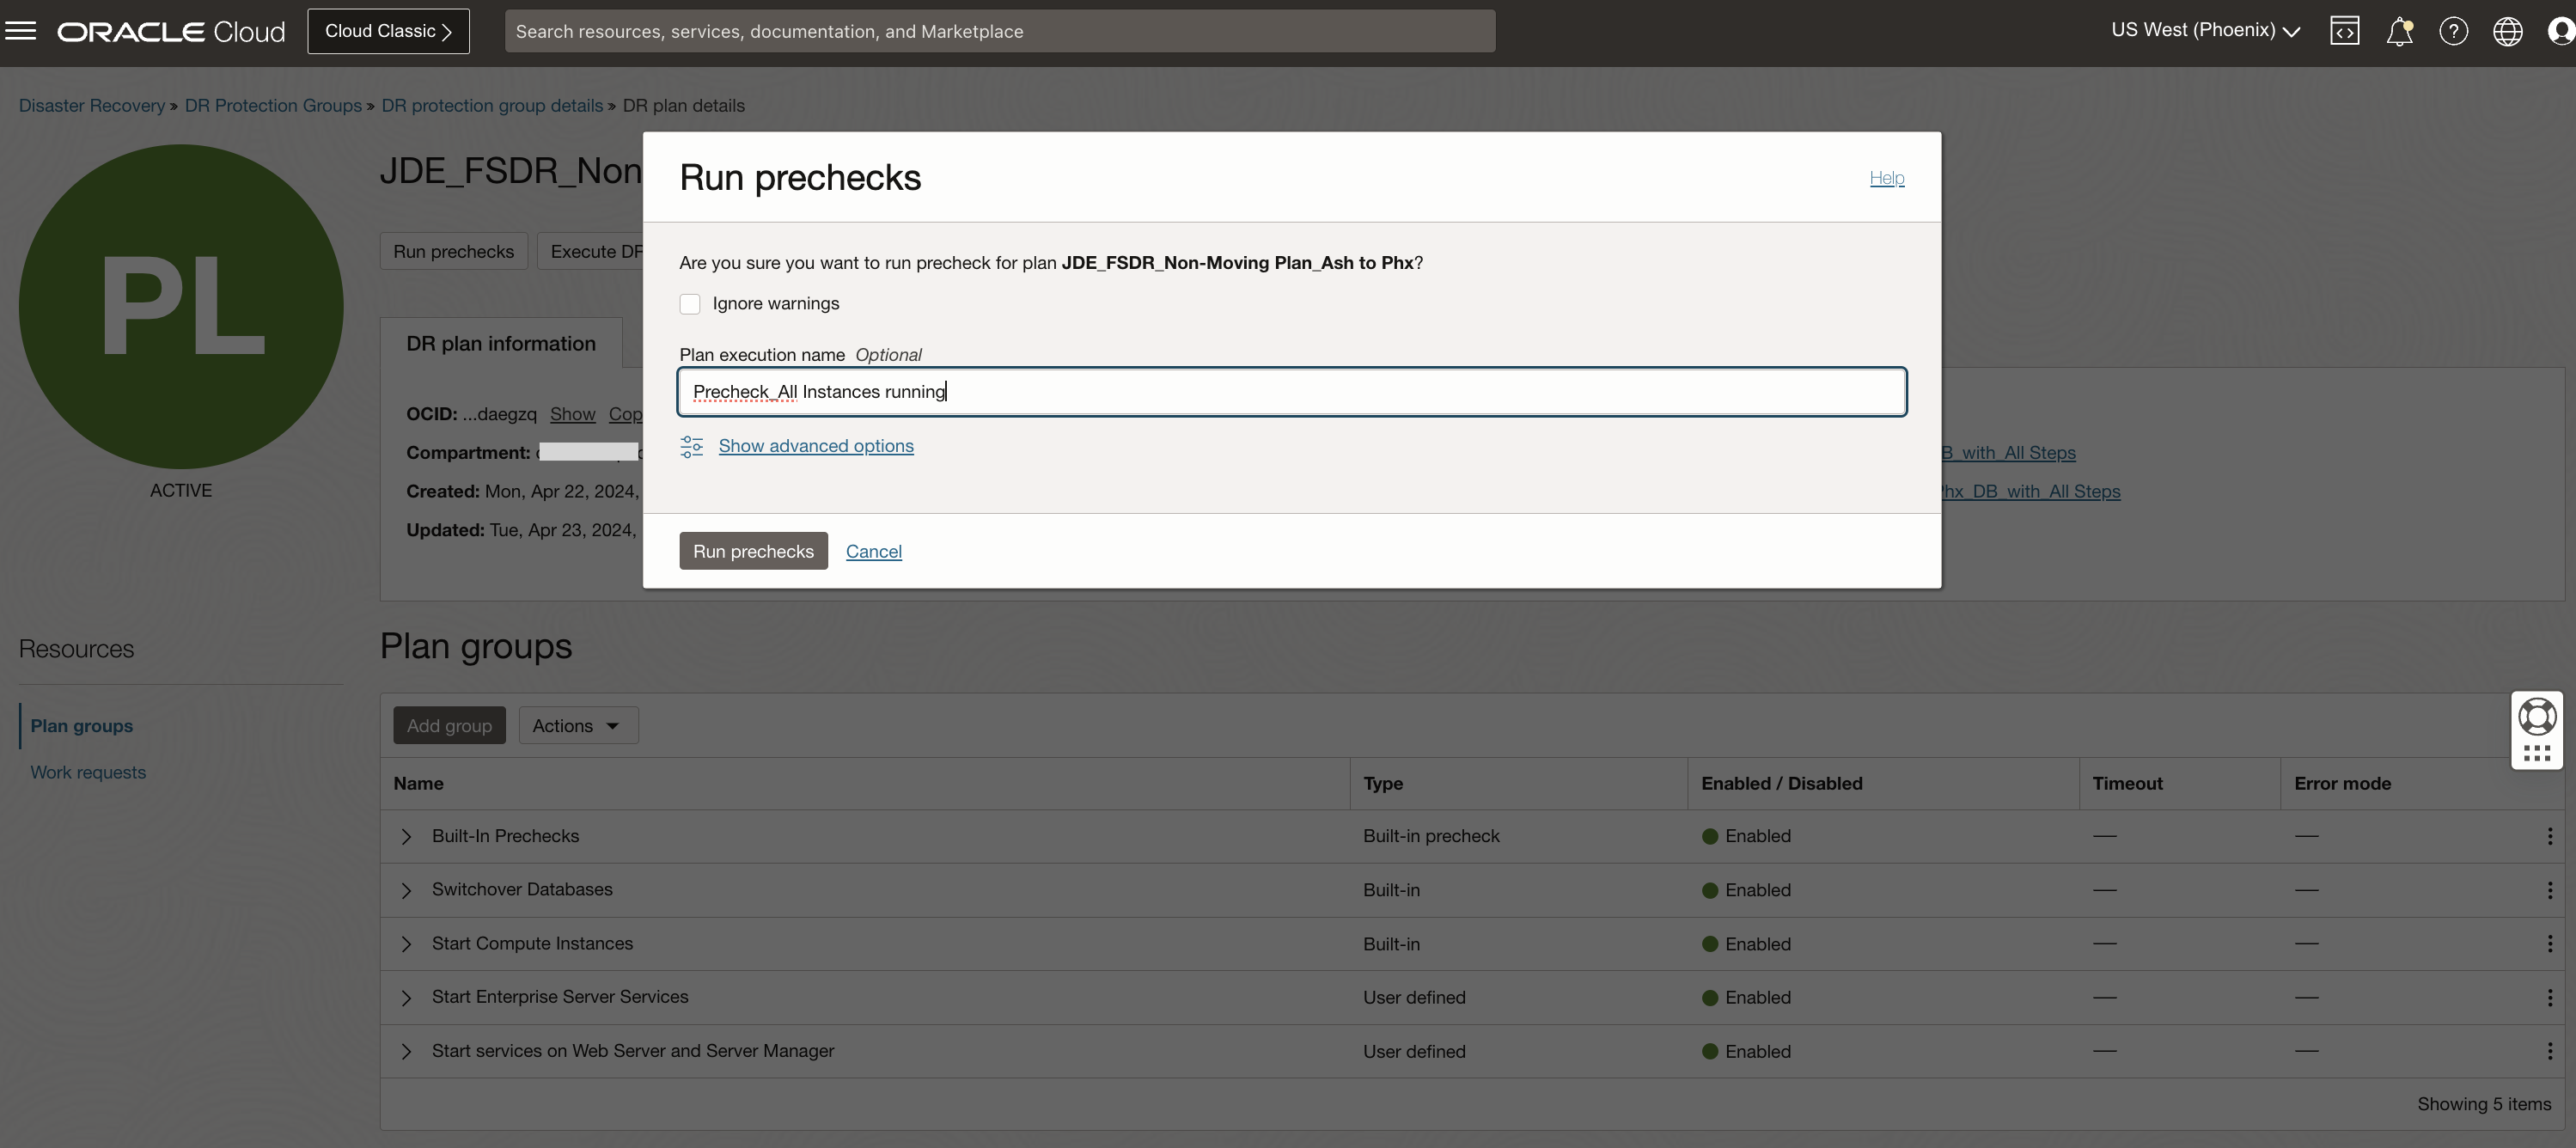 ORACLE Cloud
Cloud Classic
Search resources, services, documentation, and Marketplace
US West (Phoenix)
Disaster Recovery » DR Protection Groups » DR protection group details » DR plan details
PL
ACTIVE
JDE_FSDR_Non
Run prechecks
Execute DR
DR plan information
OCID: ...daegzq Show Cop
Compartment:
Created: Mon, Apr 22, 2024,
Updated: Tue, Apr 23, 2024,
B_with_All Steps
Phx_DB_with_All Steps
Run prechecks
Help
Are you sure you want to run precheck for plan JDE_FSDR_Non-Moving Plan_Ash to Phx?
Ignore warnings
Plan execution name Optional
Precheck_All Instances running
Show advanced options
Run prechecks
Cancel
Resources
Plan groups
Work requests
Plan groups
Add group
Actions
Name Type Enabled / Disabled Timeout Error mode
Built-In Prechecks Built-in precheck Enabled — —
Switchover Databases Built-in Enabled — —
Start Compute Instances Built-in Enabled — —
Start Enterprise Server Services User defined Enabled — —
Start services on Web Server and Server Manager User defined Enabled — —
Showing 5 items